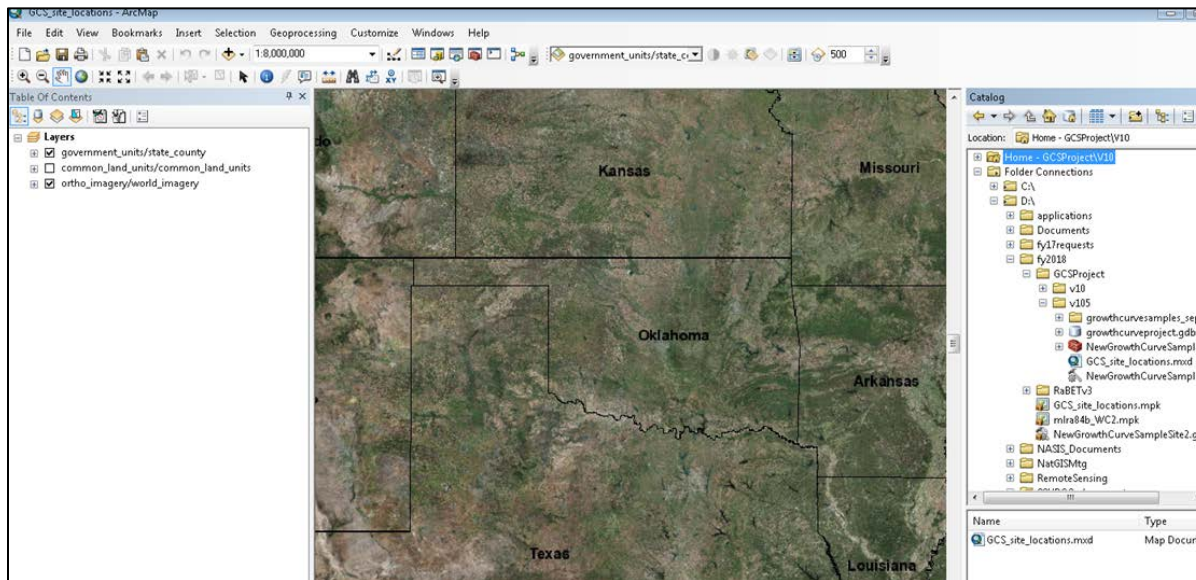 GCS_site_locations - ArcMap
File Edit View Bookmarks Insert Selection Geoprocessing Customize Windows Help
1:8,000,000
government_units/state_c
500
Table Of Contents
Layers
government_units/state_county
common_land_units/common_land_units
ortho_imagery/world_imagery
do
Kansas
Missouri
Oklahoma
Arkansas
Texas
Louisiana
Catalog
Location: Home - GCSProject\V10
Home - GCSProject\V10
Folder Connections
C:\
D:\
applications
Documents
fy17requests
fy2018
GCSProject
v10
v105
growthcurvesamples_se
growthcurveproject.gdb
NewGrowthCurveSampl
GCS_site_locations.mxd
NewGrowthCurveSampl
RaBETv3
GCS_site_locations.mpk
mlra84b_WC2.mpk
NewGrowthCurveSampleSite2.g
NASIS_Documents
NatGISMtg
RemoteSensing
Name Type
GCS_site_locations.mxd Map Docum